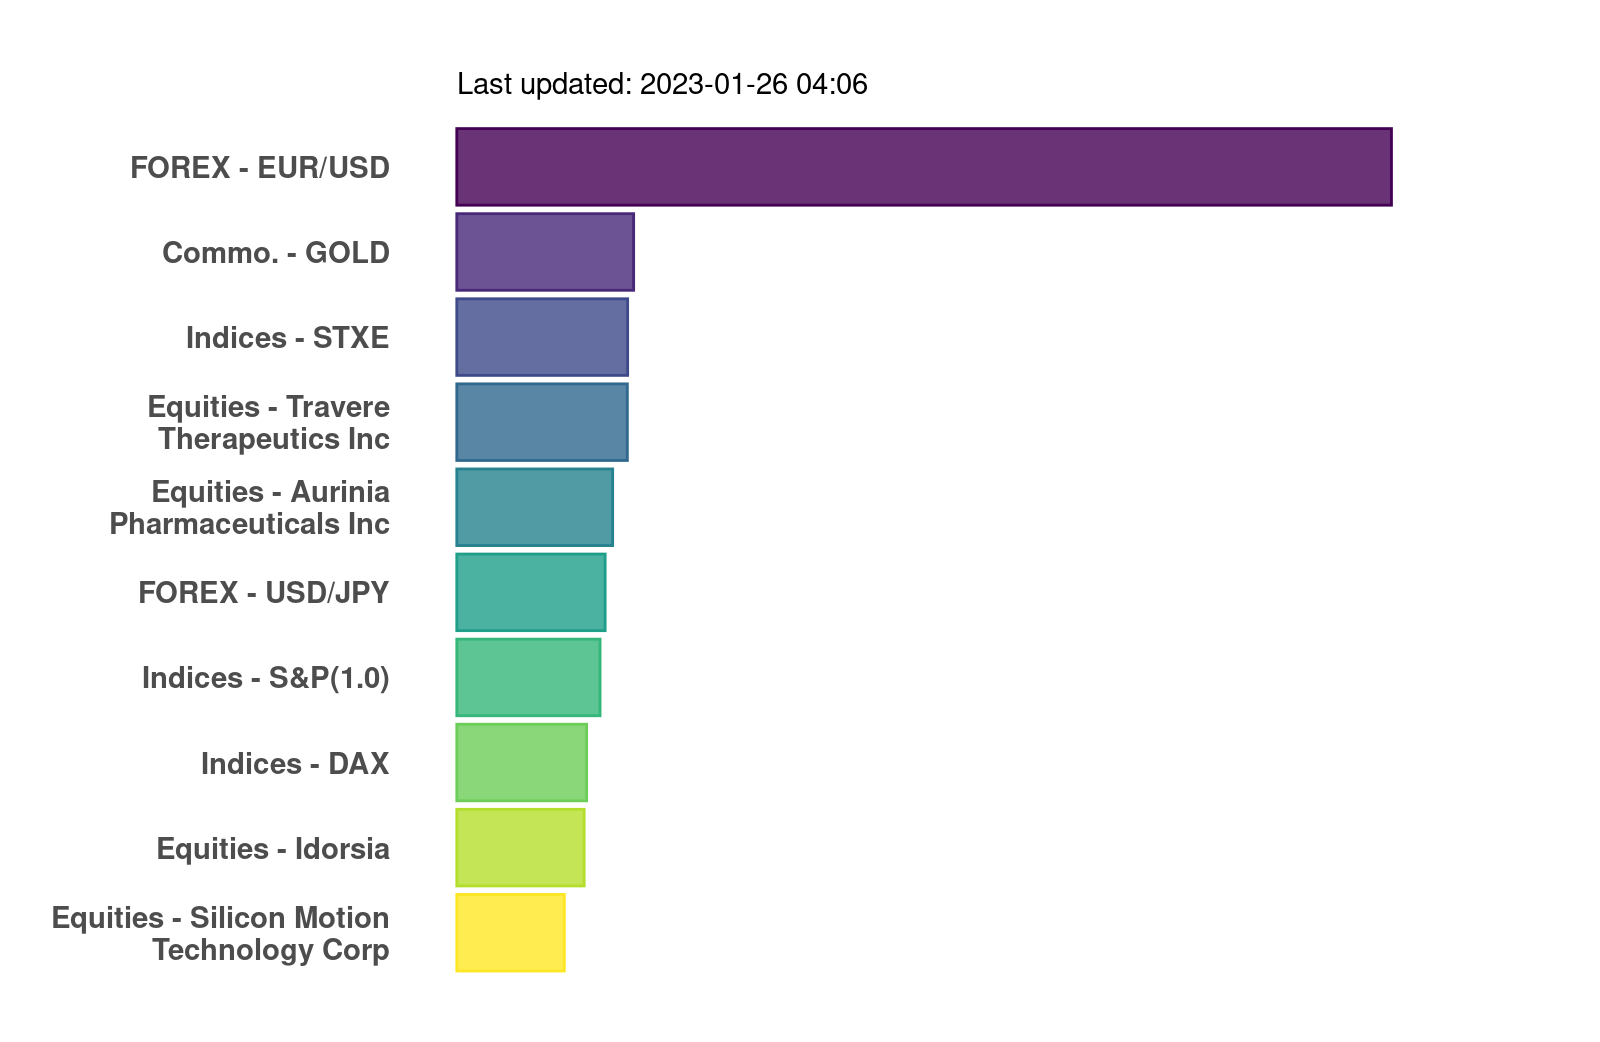 Last updated: 2023-01-26 04:06
FOREX - EUR/USD
Commo. - GOLD
Indices - STXE
Equities - Travere
Therapeutics Inc
Equities - Aurinia
Pharmaceuticals Inc
FOREX - USD/JPY
Indices - S&P(1.0)
Indices - DAX
Equities - Idorsia
Equities - Silicon Motion
Technology Corp